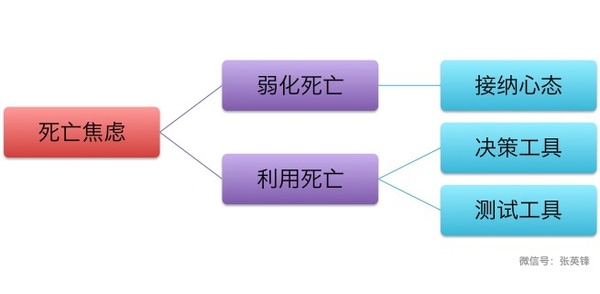 死亡焦虑
弱化死亡
接纳心态
利用死亡
决策工具
测试工具
微信号：张英锋